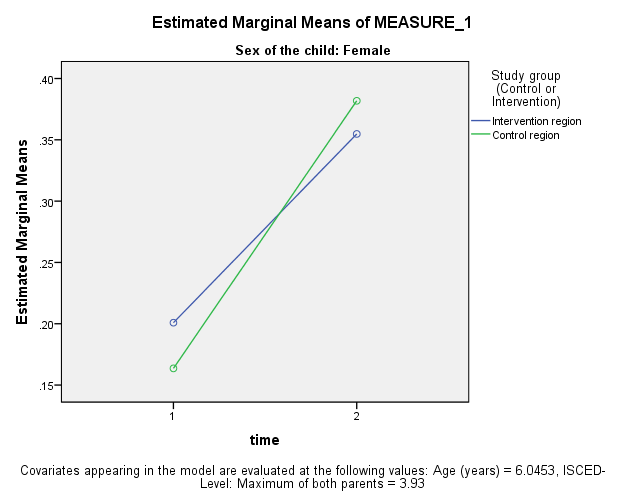 Estimated Marginal Means of MEASURE_1
Sex of the child: Female
Study group
(Control or
Intervention)
Intervention region
Control region
.40
.35
.30
.25
.20
.15
Estimated Marginal Means
1
2
time
Covariates appearing in the model are evaluated at the following values: Age (years) = 6.0453, ISCED-
Level: Maximum of both parents = 3.93